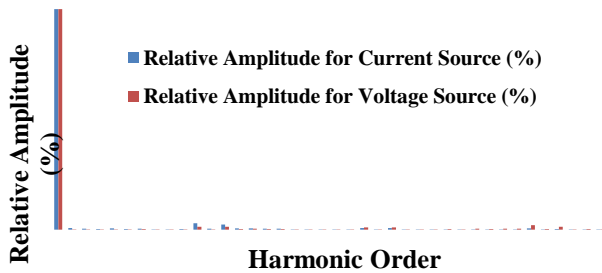 Relative Amplitude
(%)
Relative Amplitude for Current Source (%)
Relative Amplitude for Voltage Source (%)
Harmonic Order